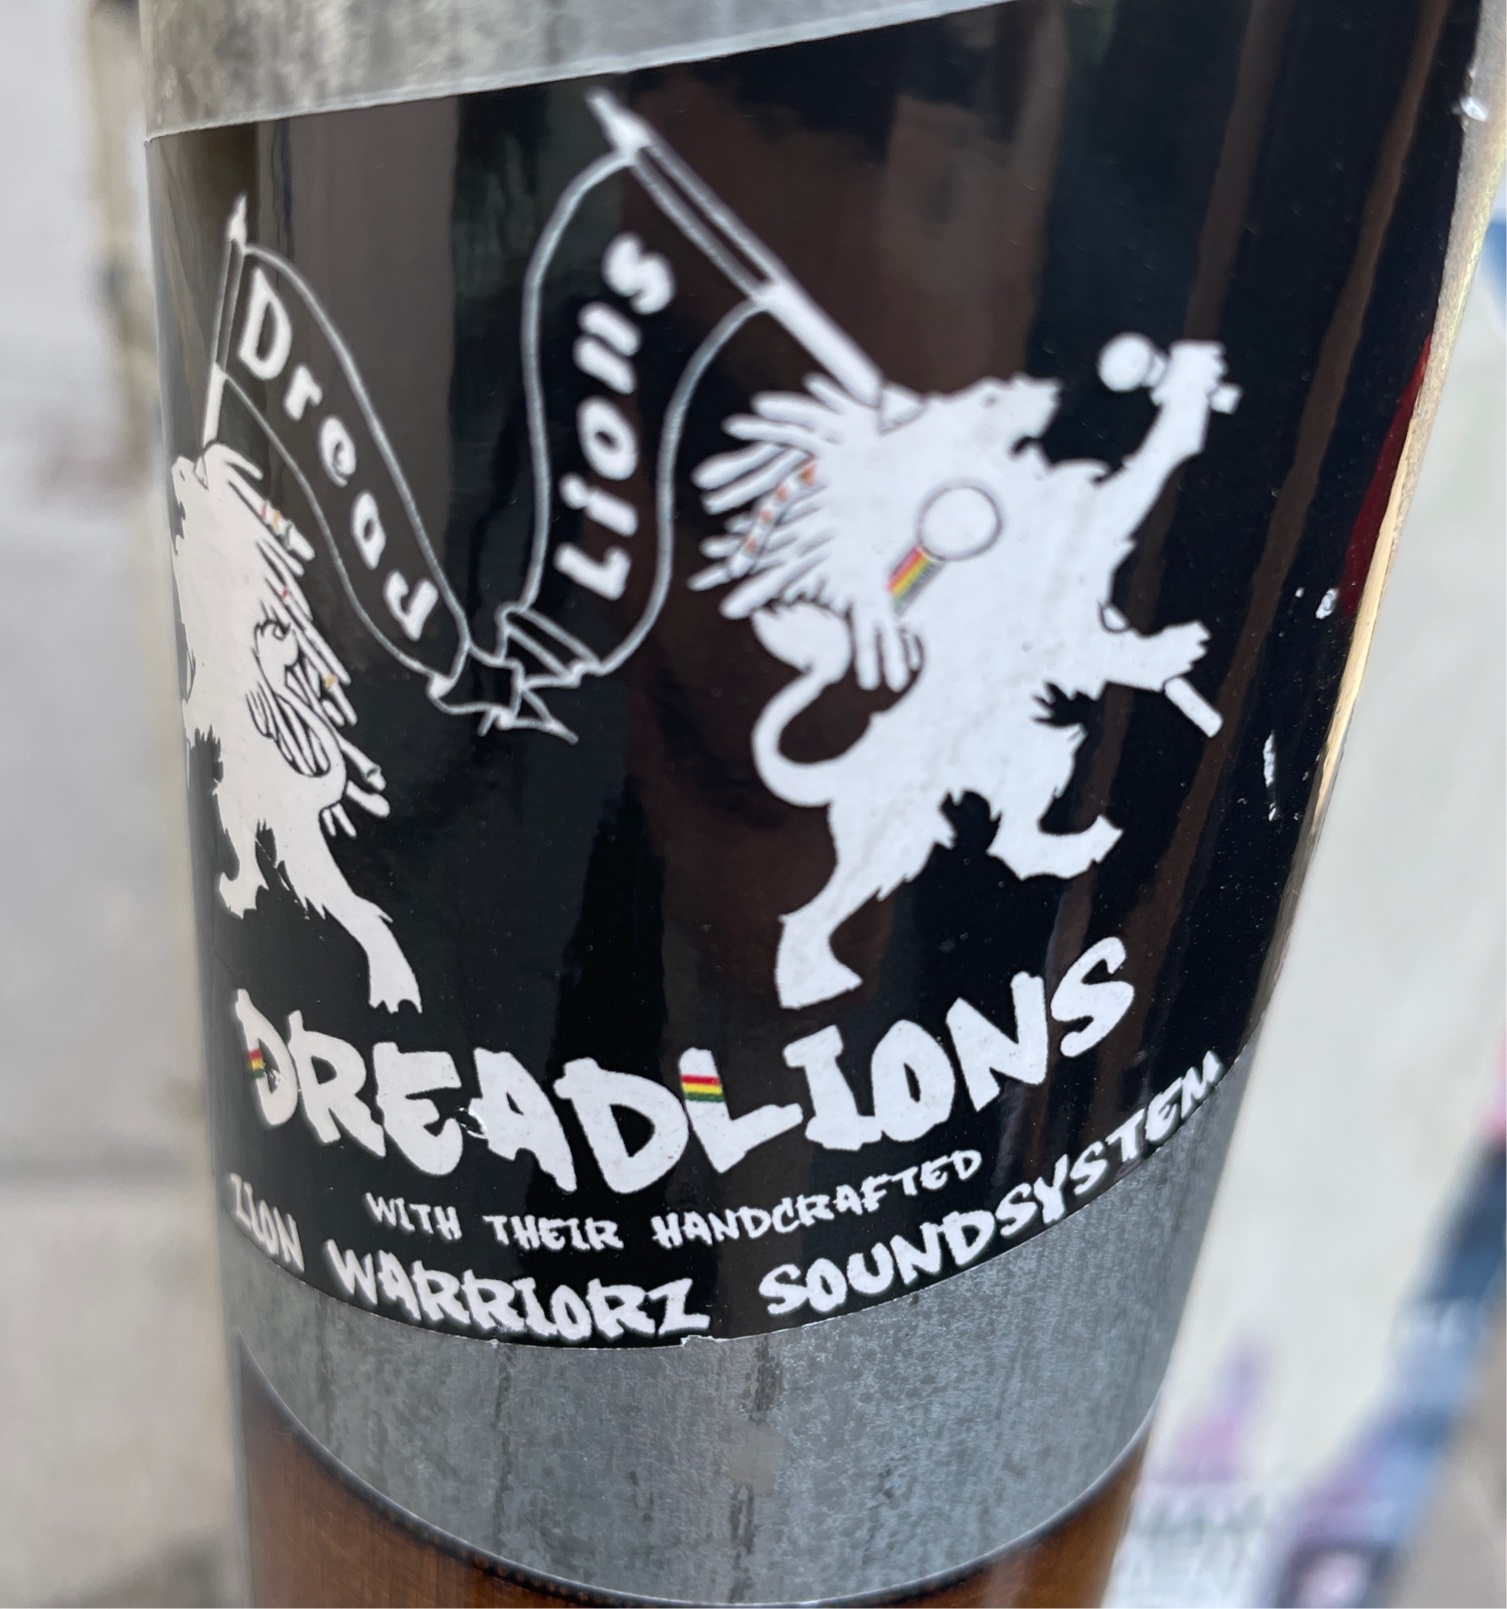 Dread
Lions
DREADLIONS
WITH THEIR HANDCRAFTED
ZION WARRIORZ SOUNDSYSTEM